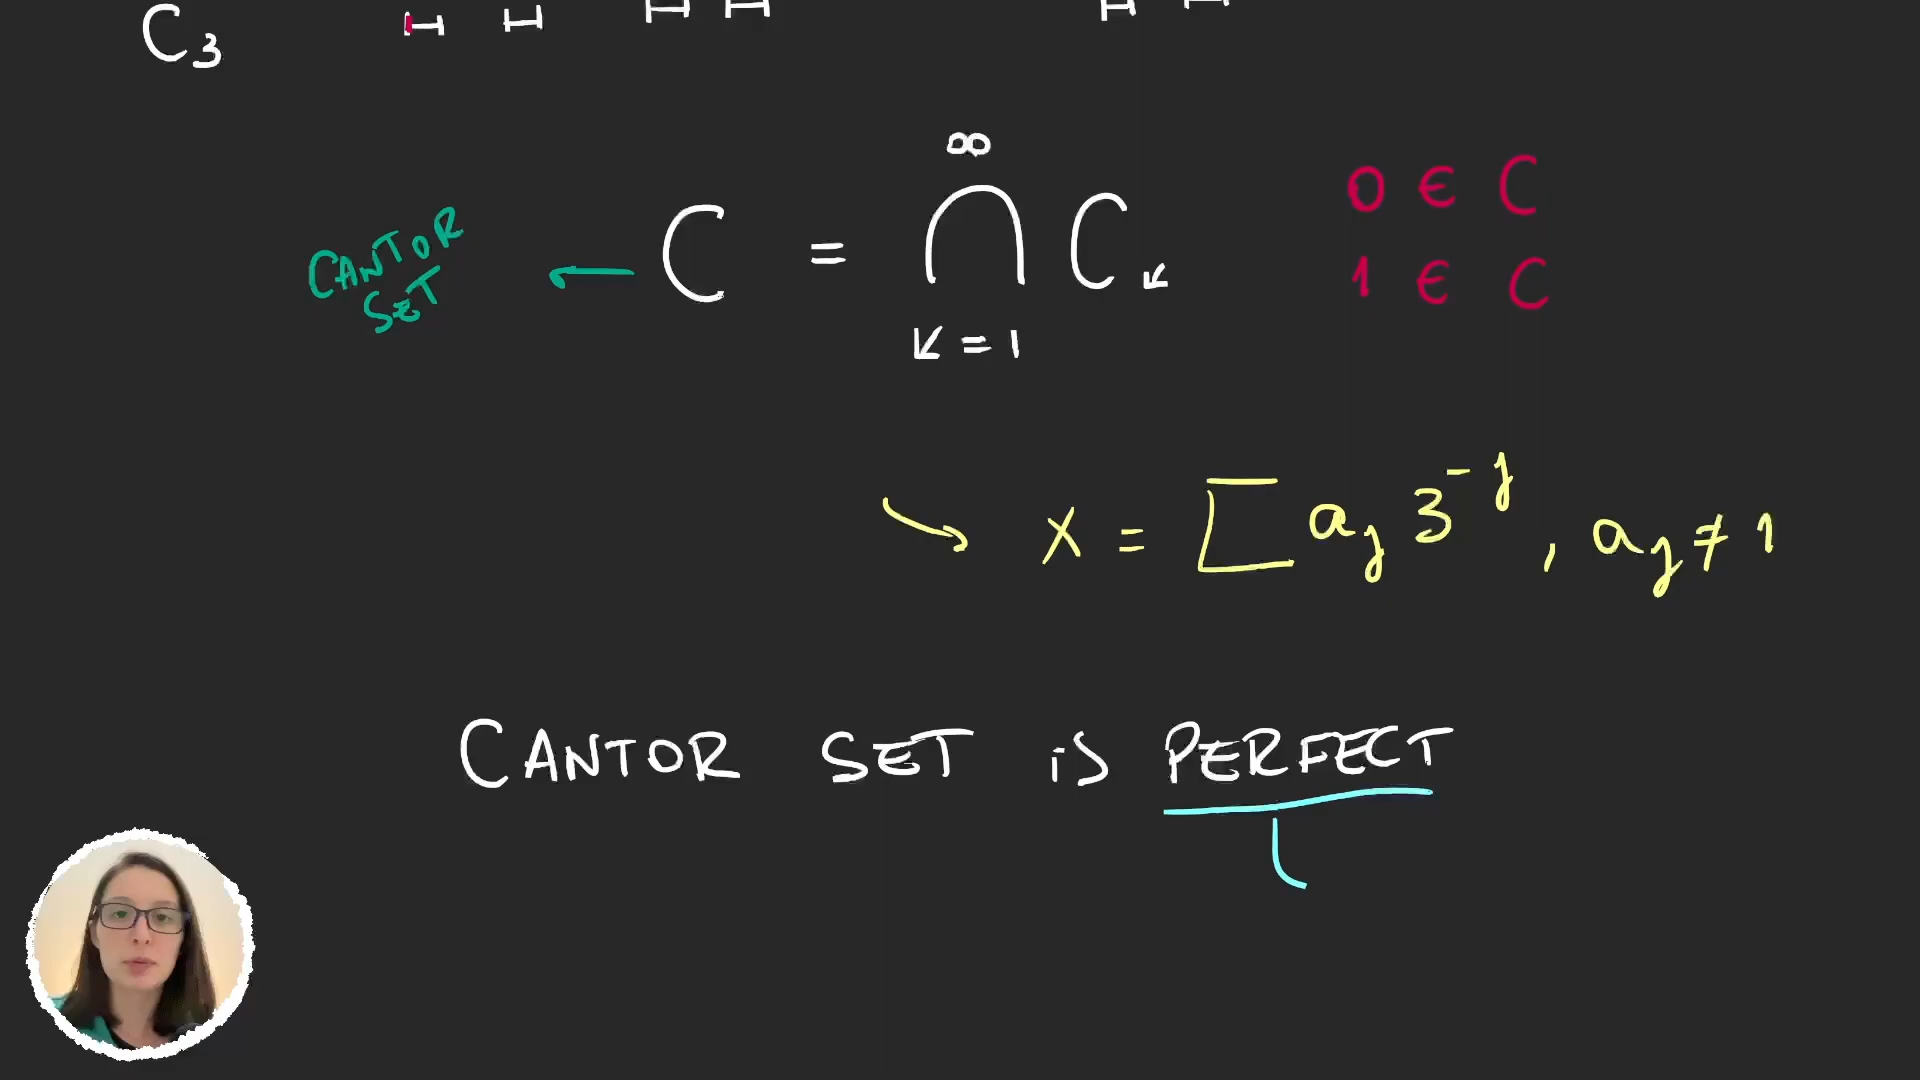 C₃
∞
0 ∈ C
CANTOR
SET
C = ⋂ Cₖ
1 ∈ C
K = 1
x = Σ aⱼ 3⁻ʲ , aⱼ ≠ 1
CANTOR SET iS PERFECT